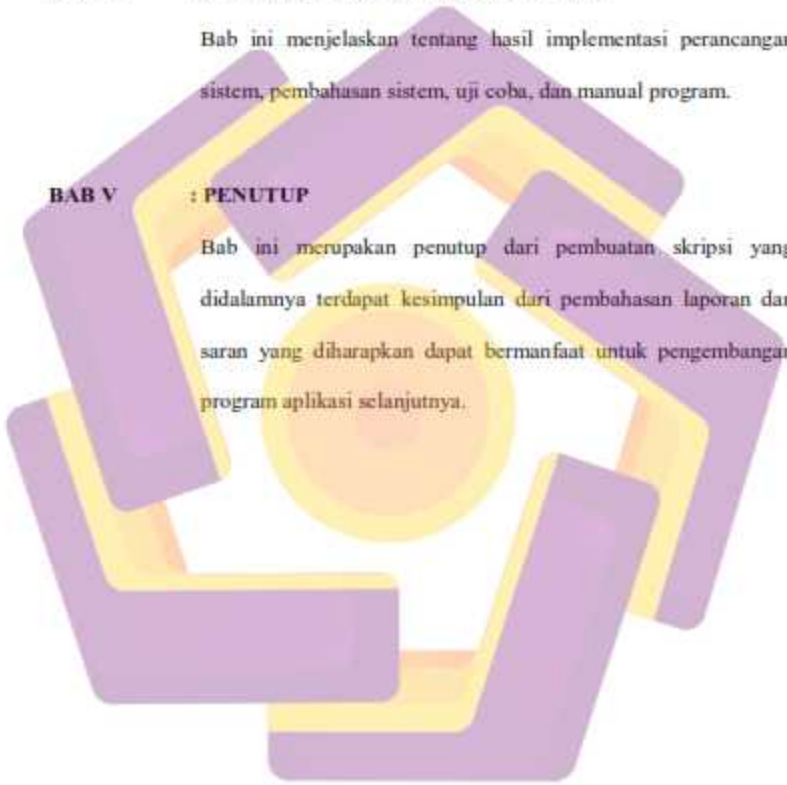 Bab ini menjelaskan tentang hasil implementasi perancangan
sistem, pembahasan sistem, uji coba, dan manual program.
BAB V : PENUTUP
Bab ini merupakan penutup dari pembuatan skripsi yang
didalamnya terdapat kesimpulan dari pembahasan laporan dan
saran yang diharapkan dapat bermanfaat untuk pengembangan
program aplikasi selanjutnya.